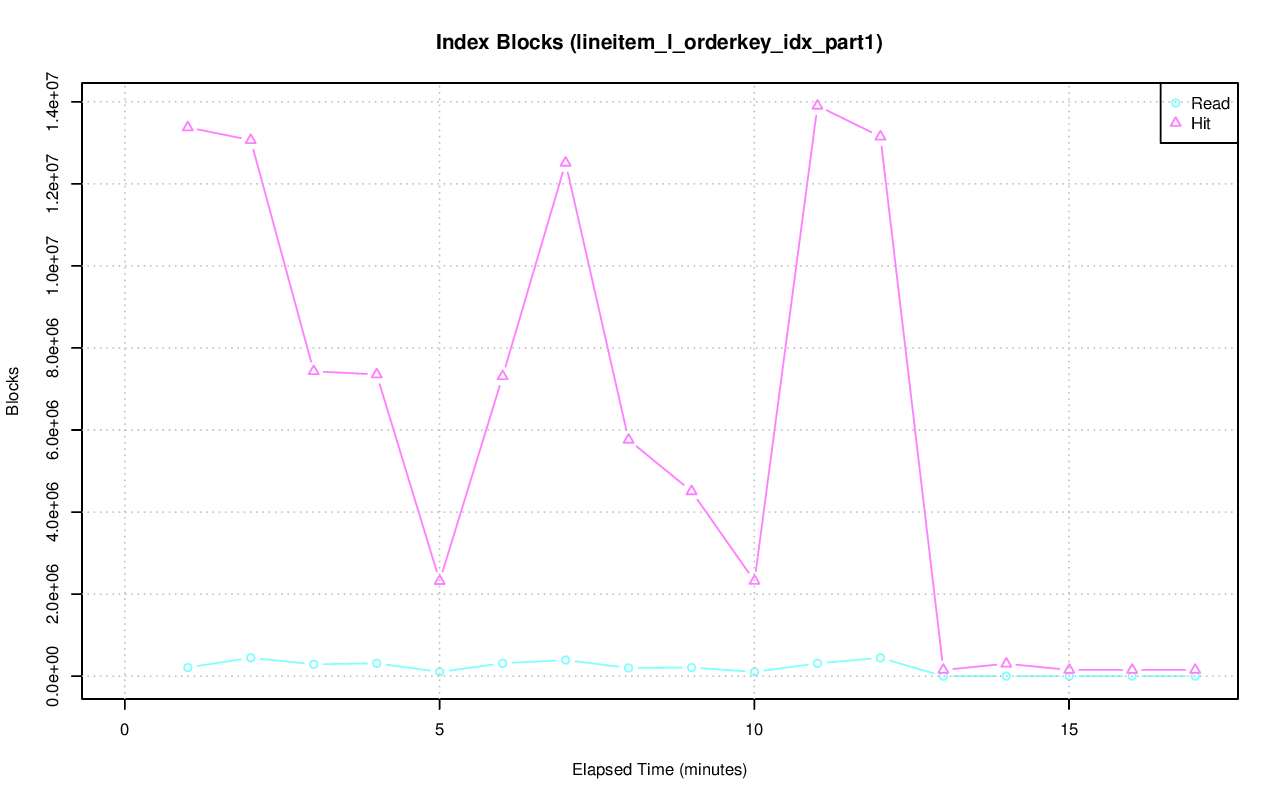 Index Blocks (lineitem_l_orderkey_idx_part1)
Read
Hit
1.4e+07
1.2e+07
1.0e+07
8.0e+06
6.0e+06
4.0e+06
2.0e+06
0.0e+00
Blocks
0 5 10 15
Elapsed Time (minutes)